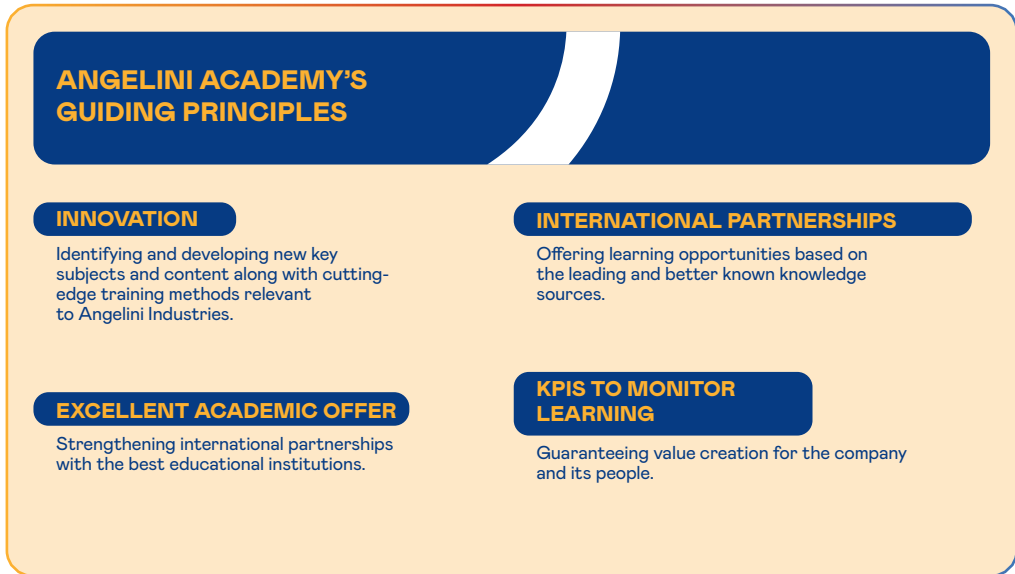 ANGELINI ACADEMY’S
GUIDING PRINCIPLES
INNOVATION
Identifying and developing new key
subjects and content along with cutting-
edge training methods relevant
to Angelini Industries.
INTERNATIONAL PARTNERSHIPS
Offering learning opportunities based on
the leading and better known knowledge
sources.
EXCELLENT ACADEMIC OFFER
Strengthening international partnerships
with the best educational institutions.
KPIS TO MONITOR
LEARNING
Guaranteeing value creation for the company
and its people.